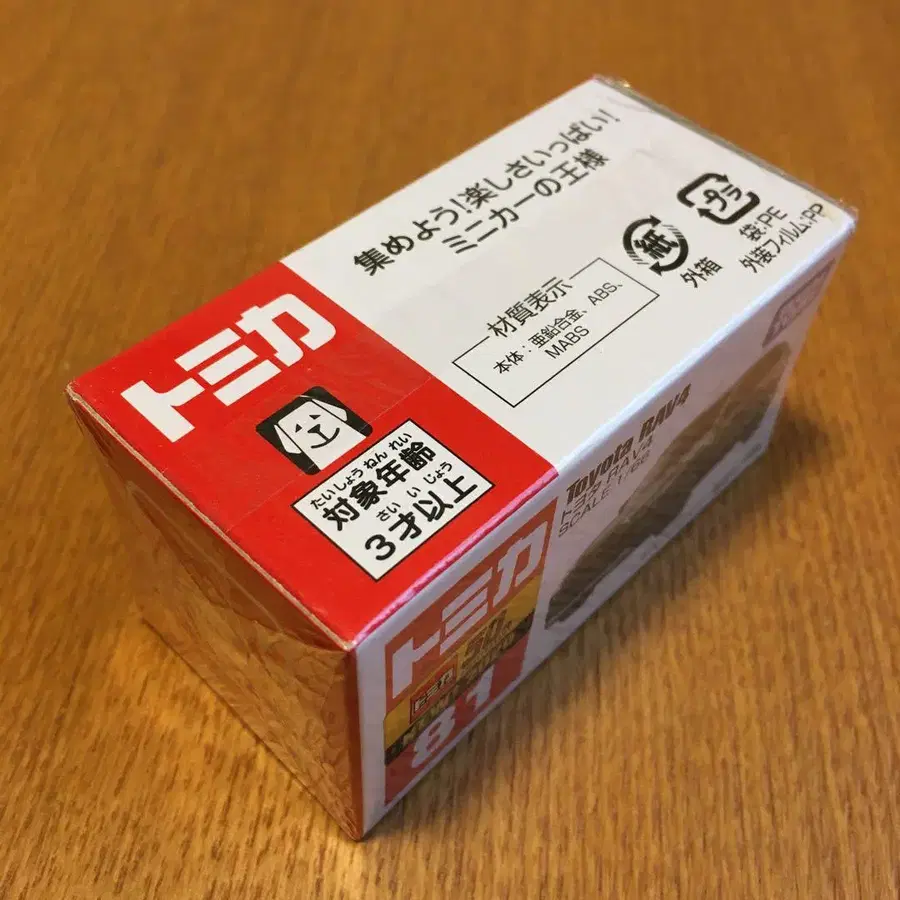 トミカ
たいしょうねんれい
対象年齢
さいいじょう
3才以上
集めよう!楽しさいっぱい!
ミニカーの王様
材質表示
本体:亜鉛合金、ABS、
MABS
紙
外箱
プラ
袋:PE
外装フィルム:PP
トミカ
81
Toyota RAV4
トヨタ RAV4
SCALE 1/66